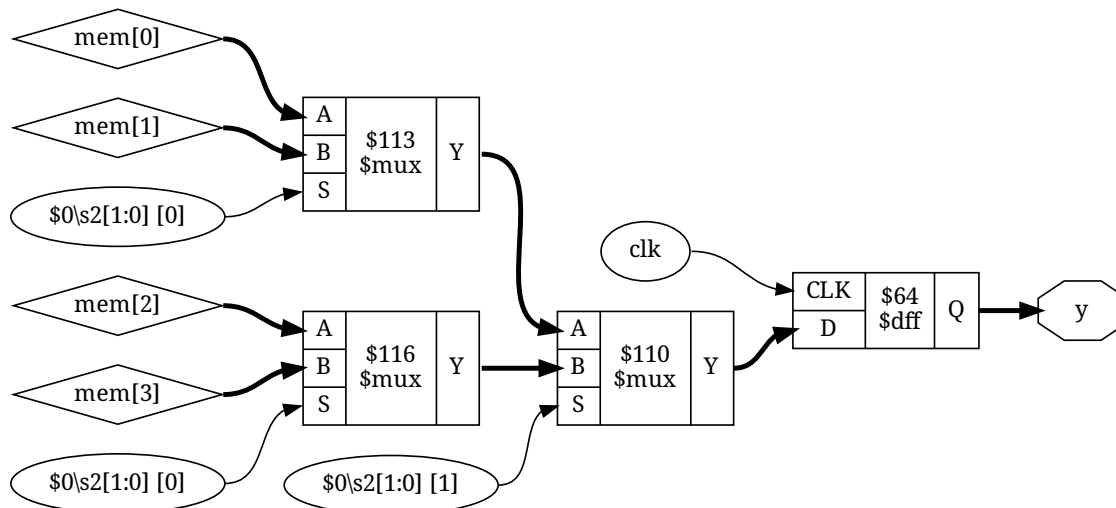 mem[0]
mem[1]
$0\s2[1:0] [0]
A
B
S
$113
$mux
Y
mem[2]
mem[3]
$0\s2[1:0] [0]
A
B
S
$116
$mux
Y
$0\s2[1:0] [1]
A
B
S
$110
$mux
Y
clk
CLK
D
$64
$dff
Q
y